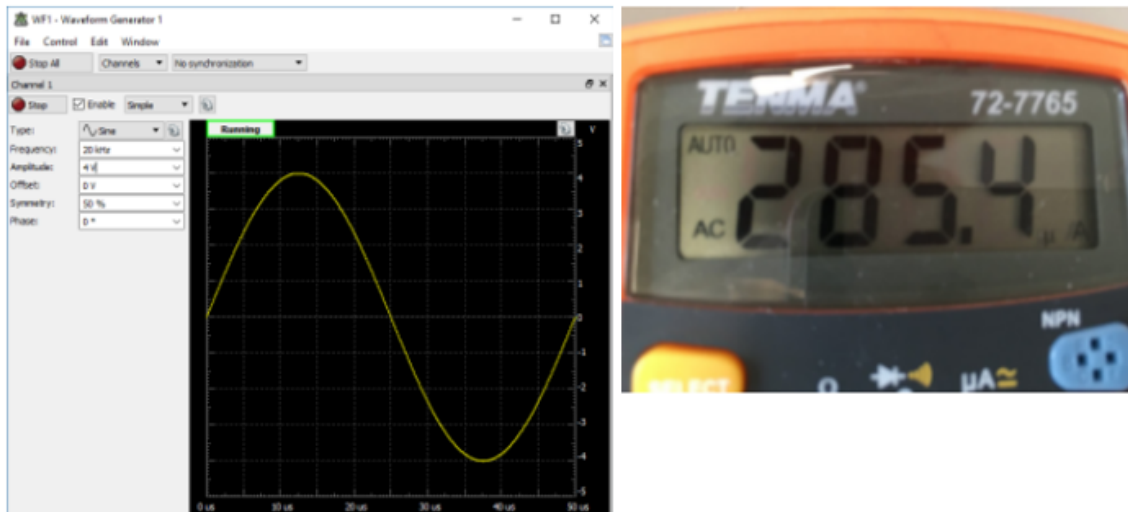 WF1 - Waveform Generator 1
File Control Edit Window
Stop All Channels No synchronization
Channel 1
Stop Enable Simple
Type: Sine
Frequency: 20 kHz
Amplitude: 4 V
Offset: 0 V
Symmetry: 50 %
Phase: 0 °
Running
V
5
4
3
2
1
0
-1
-2
-3
-4
-5
0 us 10 us 20 us 30 us 40 us 50 us
TENMA®
72-7765
AUTO
285.4
AC
µ A
NPN
SELECT
Ω
µA